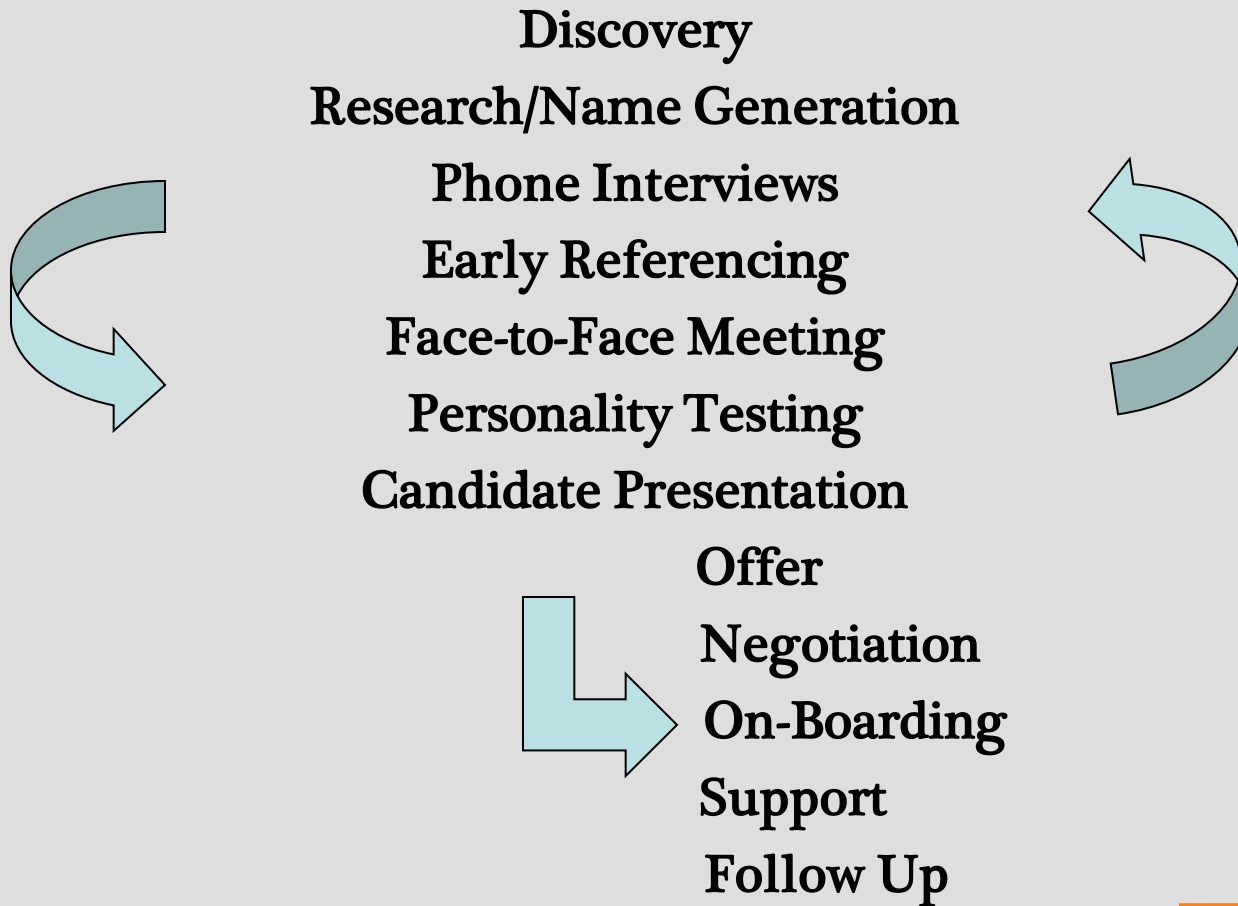 Discovery
Research/Name Generation
Phone Interviews
Early Referencing
Face-to-Face Meeting
Personality Testing
Candidate Presentation
Offer
Negotiation
On-Boarding
Support
Follow Up